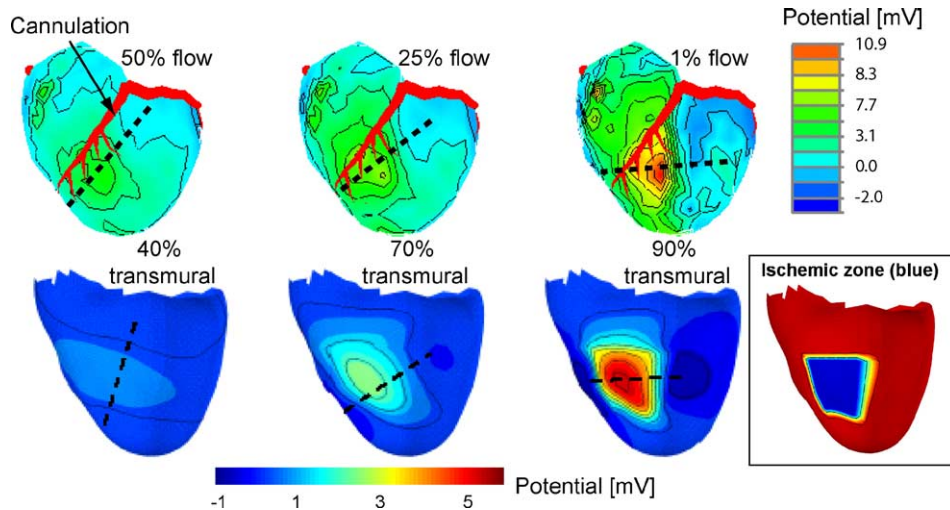 Cannulation
50% flow
25% flow
1% flow
Potential [mV]
10.9
8.3
7.7
3.1
0.0
-2.0
40%
transmural
70%
transmural
90%
transmural
Ischemic zone (blue)
-1
1
3
5
Potential [mV]